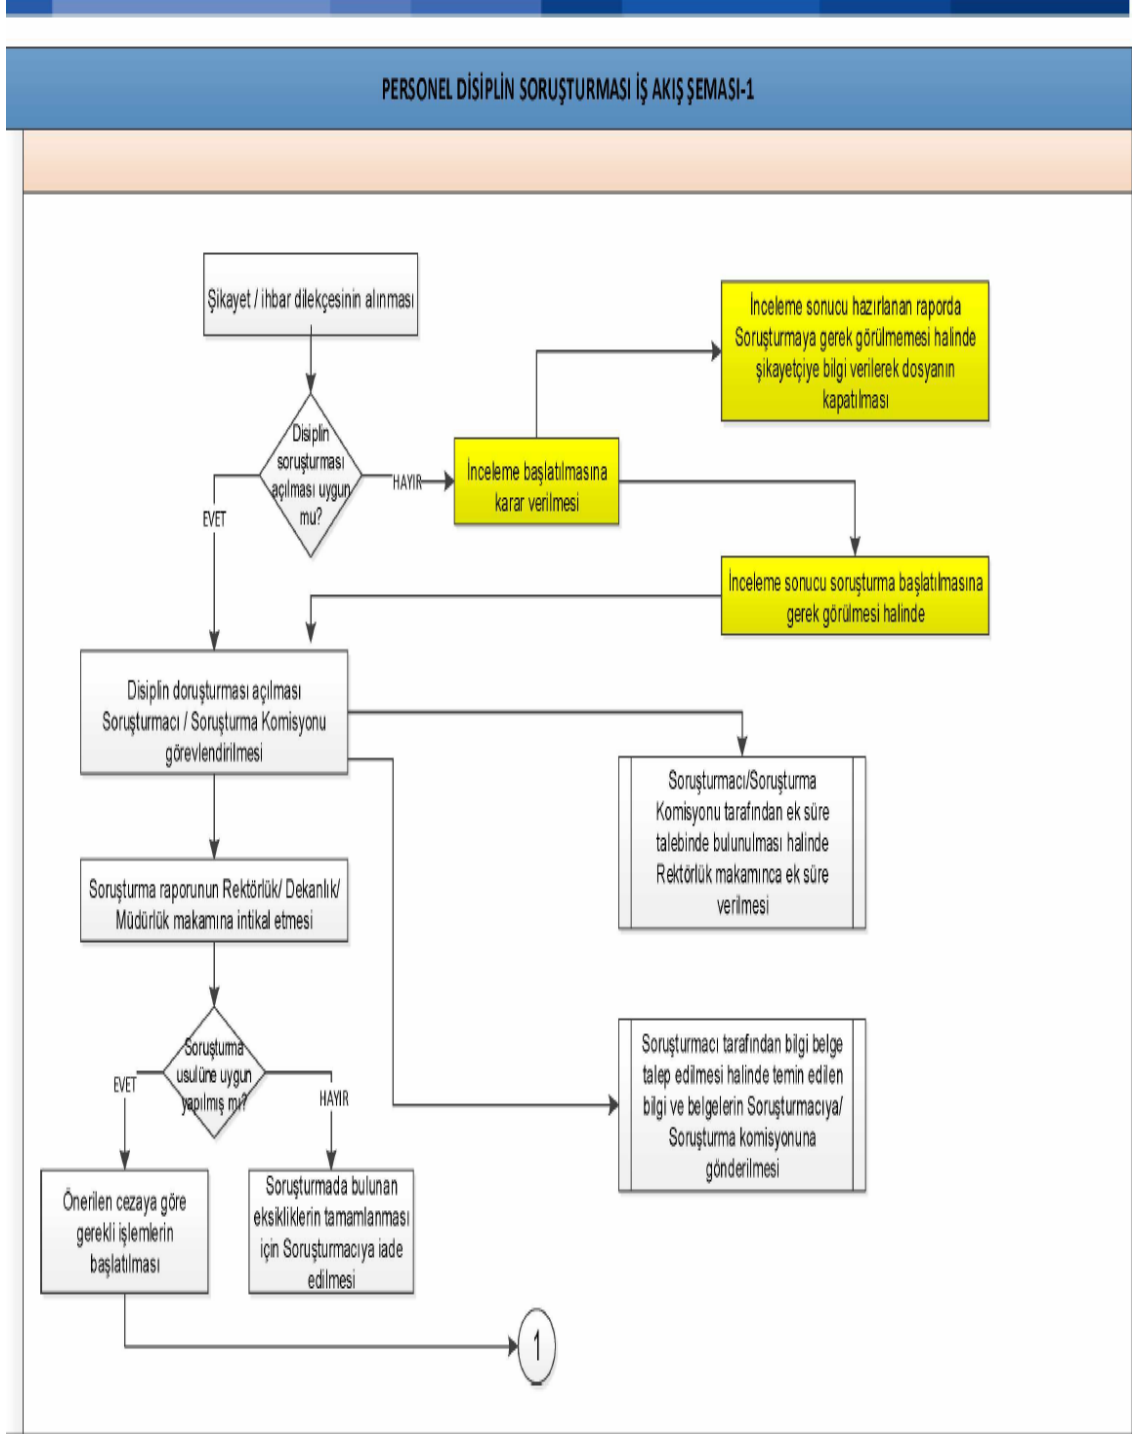 PERSONEL DİSİPLİN SORUŞTURMASI İŞ AKIŞ ŞEMASI-1
Şikayet / ihbar dilekçesinin alınması
İnceleme sonucu hazırlanan raporda
Soruşturmaya gerek görülmemesi halinde
şikayetçiye bilgi verilerek dosyanın
kapatılması
Disiplin
soruşturması
açılması uygun
mu?
HAYIR
EVET
İnceleme başlatılmasına
karar verilmesi
İnceleme sonucu soruşturma başlatılmasına
gerek görülmesi halinde
Disiplin doruşturması açılması
Soruşturmacı / Soruşturma Komisyonu
görevlendirilmesi
Soruşturmacı/Soruşturma
Komisyonu tarafından ek süre
talebinde bulunulması halinde
Rektörlük makamınca ek süre
verilmesi
Soruşturma raporunun Rektörlük/ Dekanlık/
Müdürlük makamına intikal etmesi
Soruşturma
usulüne uygun
yapılmış mı?
EVET
HAYIR
Soruşturmacı tarafından bilgi belge
talep edilmesi halinde temin edilen
bilgi ve belgelerin Soruşturmacıya/
Soruşturma komisyonuna
gönderilmesi
Önerilen cezaya göre
gerekli işlemlerin
başlatılması
Soruşturmada bulunan
eksikliklerin tamamlanması
için Soruşturmacıya iade
edilmesi
1